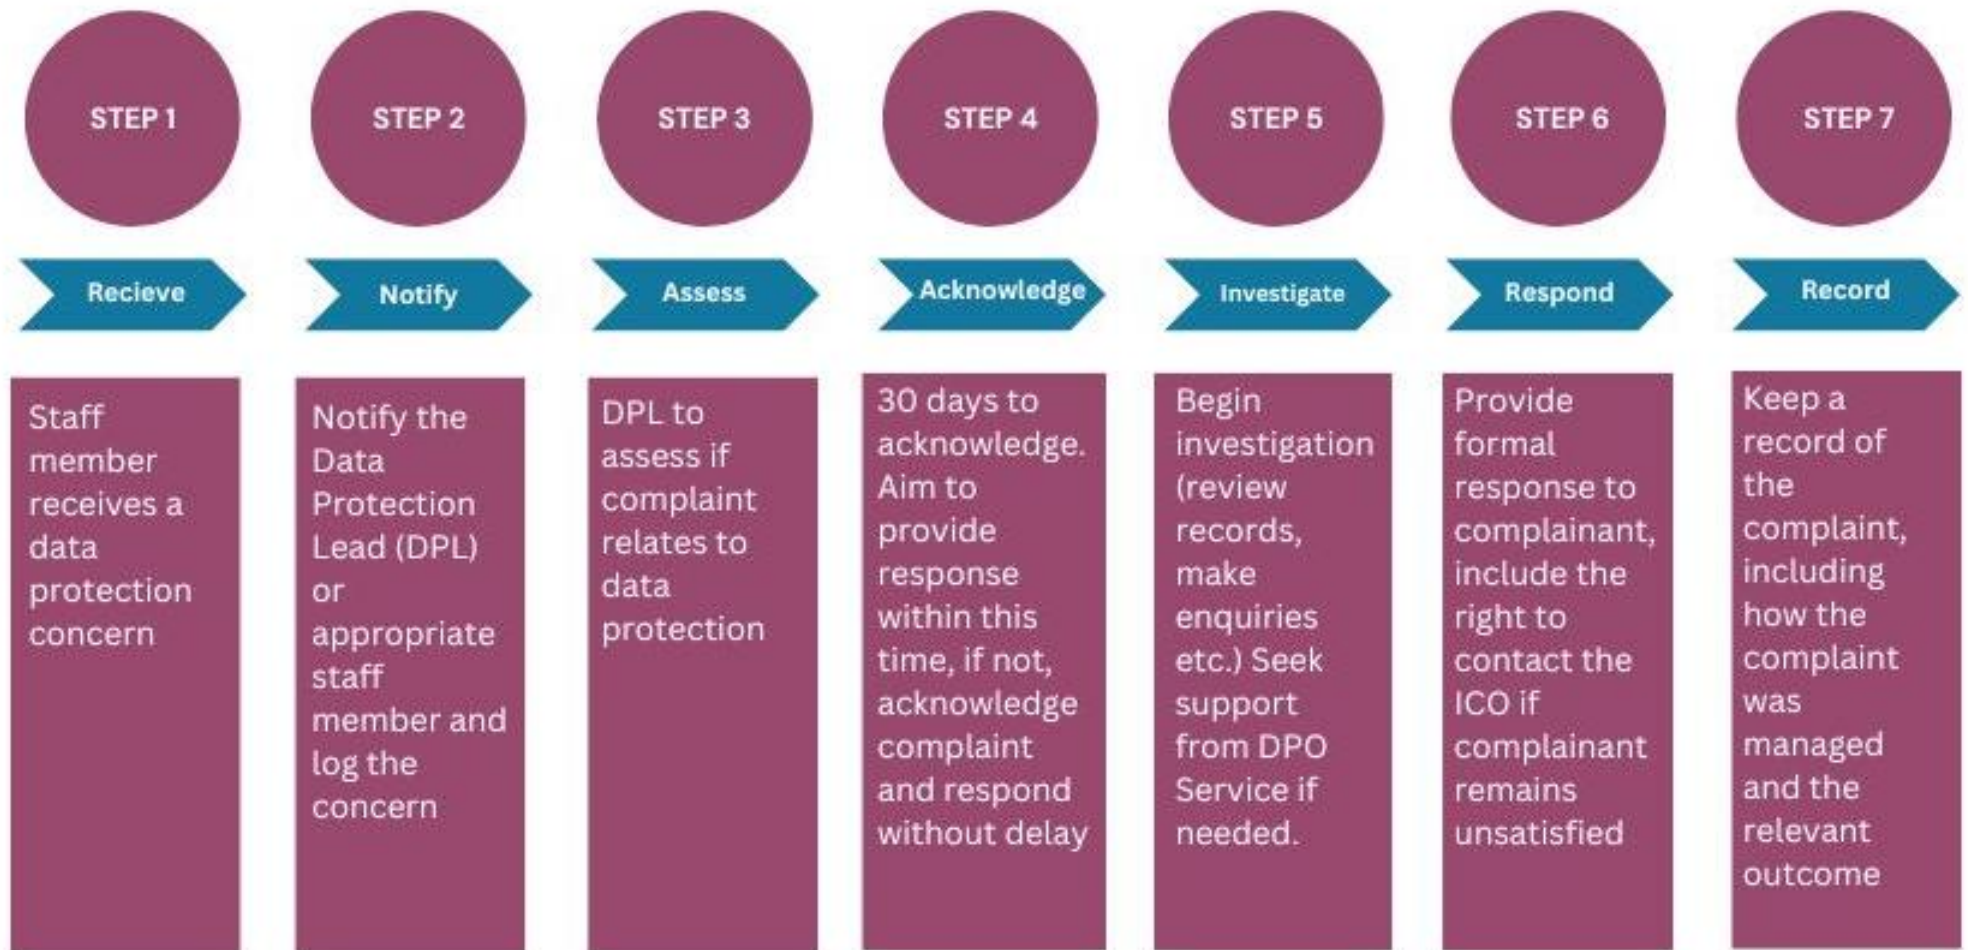 STEP 1
STEP 2
STEP 3
STEP 4
STEP 5
STEP 6
STEP 7
Recieve
Notify
Assess
Acknowledge
Investigate
Respond
Record
Staff
member
receives a
data
protection
concern
Notify the
Data
Protection
Lead (DPL)
or
appropriate
staff
member and
log the
concern
DPL to
assess if
complaint
relates to
data
protection
30 days to
acknowledge.
Aim to
provide
response
within this
time, if not,
acknowledge
complaint
and respond
without delay
Begin
investigation
(review
records,
make
enquiries
etc.) Seek
support
from DPO
Service if
needed.
Provide
formal
response to
complainant,
include the
right to
contact the
ICO if
complainant
remains
unsatisfied
Keep a
record of
the
complaint,
including
how the
complaint
was
managed
and the
relevant
outcome